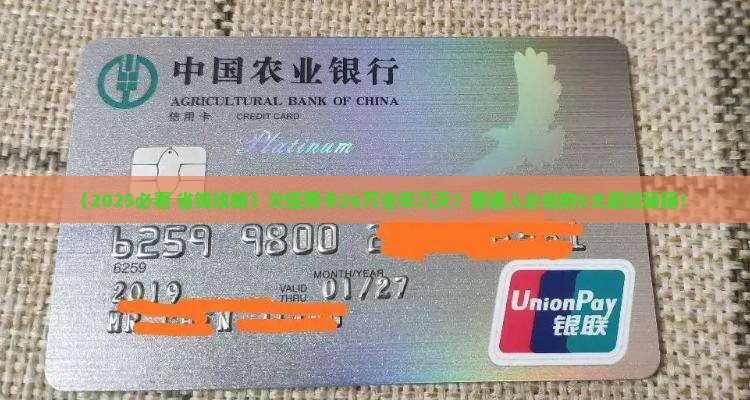 中国农业银行
AGRICULTURAL BANK OF CHINA
信用卡 CREDIT CARD
Platinum
（2025必看 省钱攻略）欠信用卡26万坐牢几天？普通人必知的5大避坑秘籍！
6259 9800 2
6259
MONTH/YEAR
2019 VALID THRU 01/27
MR N
UnionPay
银联